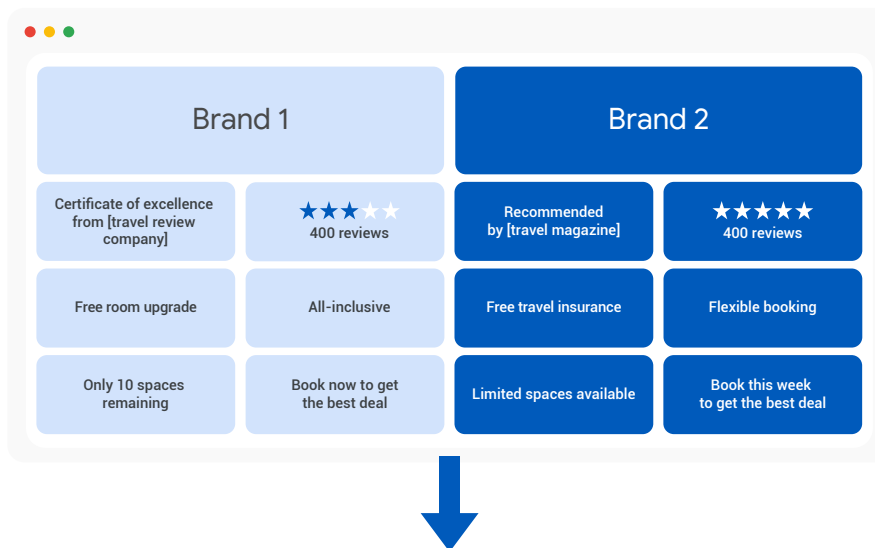 Brand 1
Brand 2
Certificate of excellence
from [travel review
company]
400 reviews
Recommended
by [travel magazine]
400 reviews
Free room upgrade
All-inclusive
Free travel insurance
Flexible booking
Only 10 spaces
remaining
Book now to get
the best deal
Limited spaces available
Book this week
to get the best deal